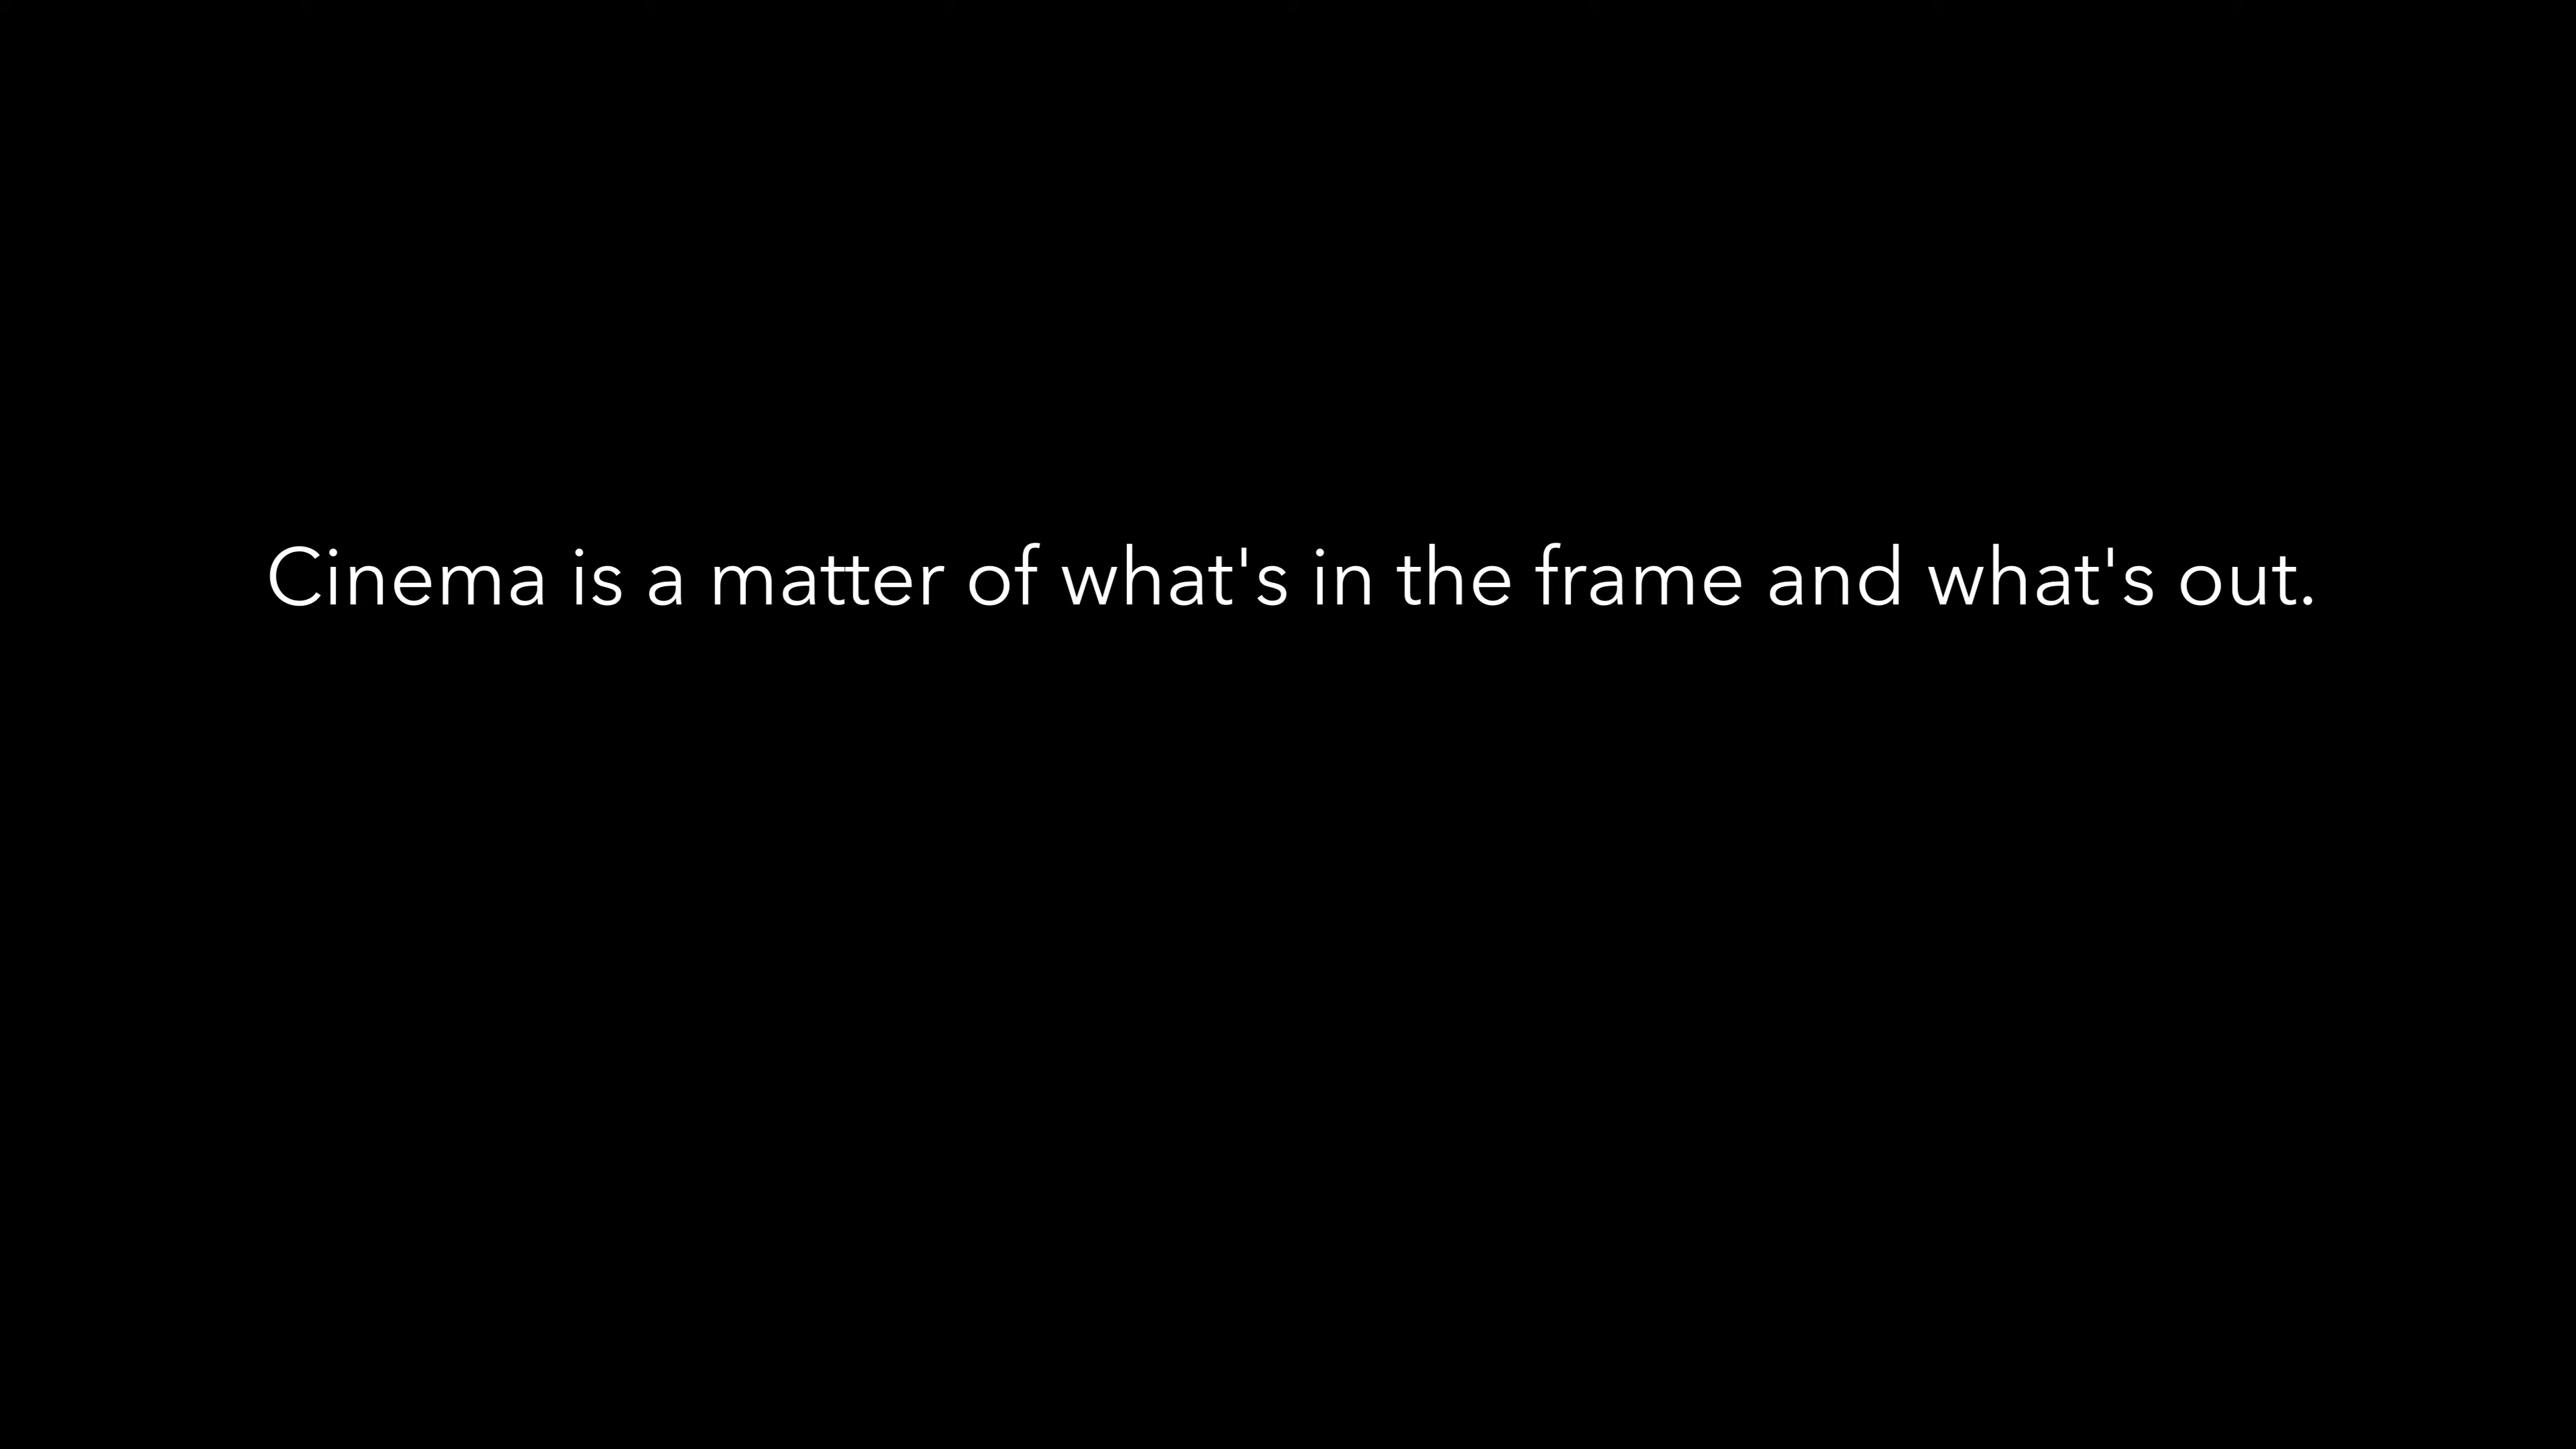 Cinema is a matter of what's in the frame and what's out.